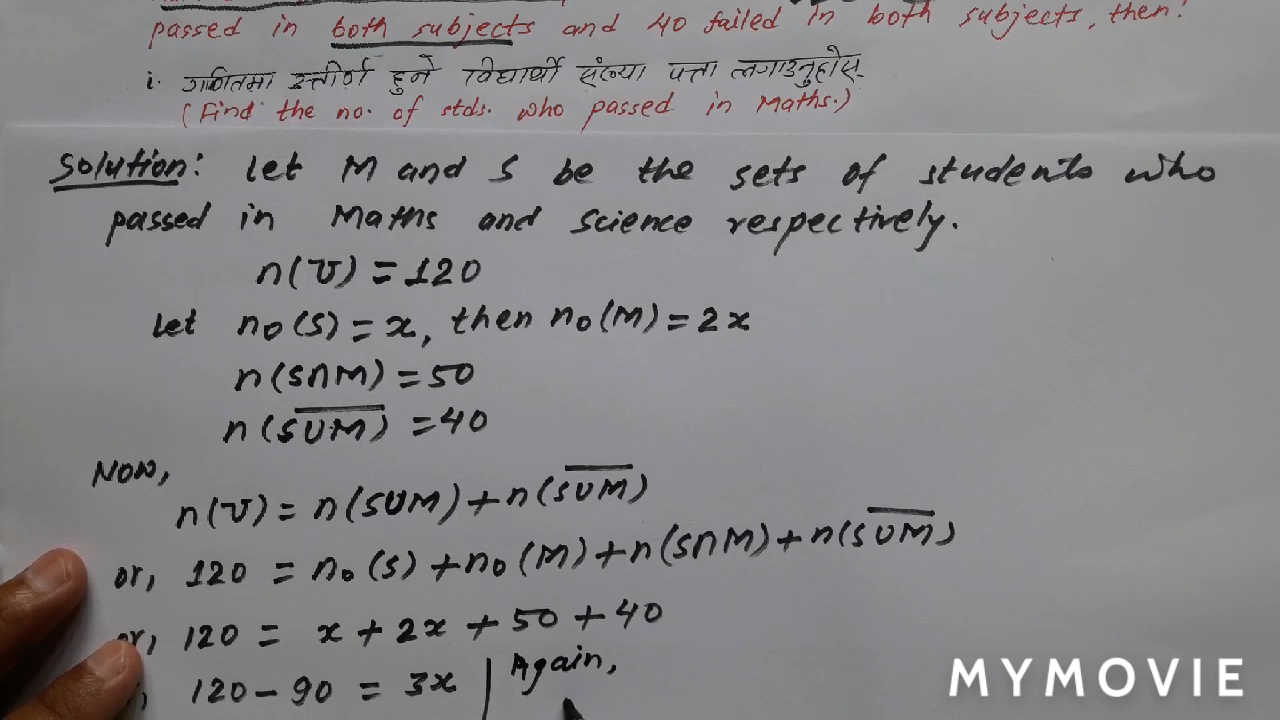 passed in both subjects and 40 failed in both subjects, then:
i. गणितमा उत्तीर्ण हुने विद्यार्थी संख्या पत्ता लगाउनुहोस्
(Find the no. of stds. who passed in Maths.)
Solution: Let M and S be the sets of students who
passed in Maths and Science respectively.
n(U) = 120
Let n₀(S) = x, then n₀(M) = 2x
n(S∩M) = 50
n(S̅U̅M̅) = 40
Now,
n(U) = n(SUM) + n(S̅U̅M̅)
or, 120 = n₀(S) + n₀(M) + n(S∩M) + n(S̅U̅M̅)
or, 120 = x + 2x + 50 + 40
120 - 90 = 3x | Again,
MYMOVIE